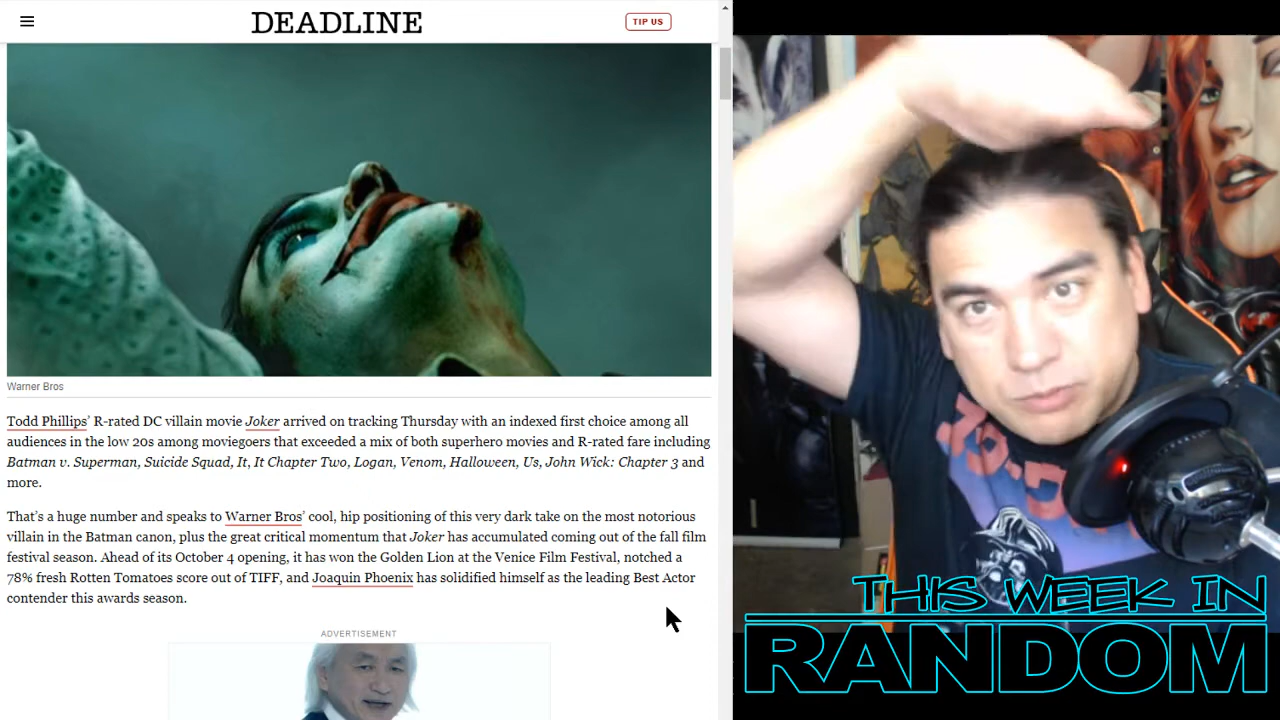 DEADLINE
TIP US
Warner Bros
Todd Phillips’ R-rated DC villain movie Joker arrived on tracking Thursday with an indexed first choice among all
audiences in the low 20s among moviegoers that exceeded a mix of both superhero movies and R-rated fare including
Batman v. Superman, Suicide Squad, It, It Chapter Two, Logan, Venom, Halloween, Us, John Wick: Chapter 3 and
more.
That’s a huge number and speaks to Warner Bros’ cool, hip positioning of this very dark take on the most notorious
villain in the Batman canon, plus the great critical momentum that Joker has accumulated coming out of the fall film
festival season. Ahead of its October 4 opening, it has won the Golden Lion at the Venice Film Festival, notched a
78% fresh Rotten Tomatoes score out of TIFF, and Joaquin Phoenix has solidified himself as the leading Best Actor
contender this awards season.
ADVERTISEMENT
THIS WEEK IN
RANDOM